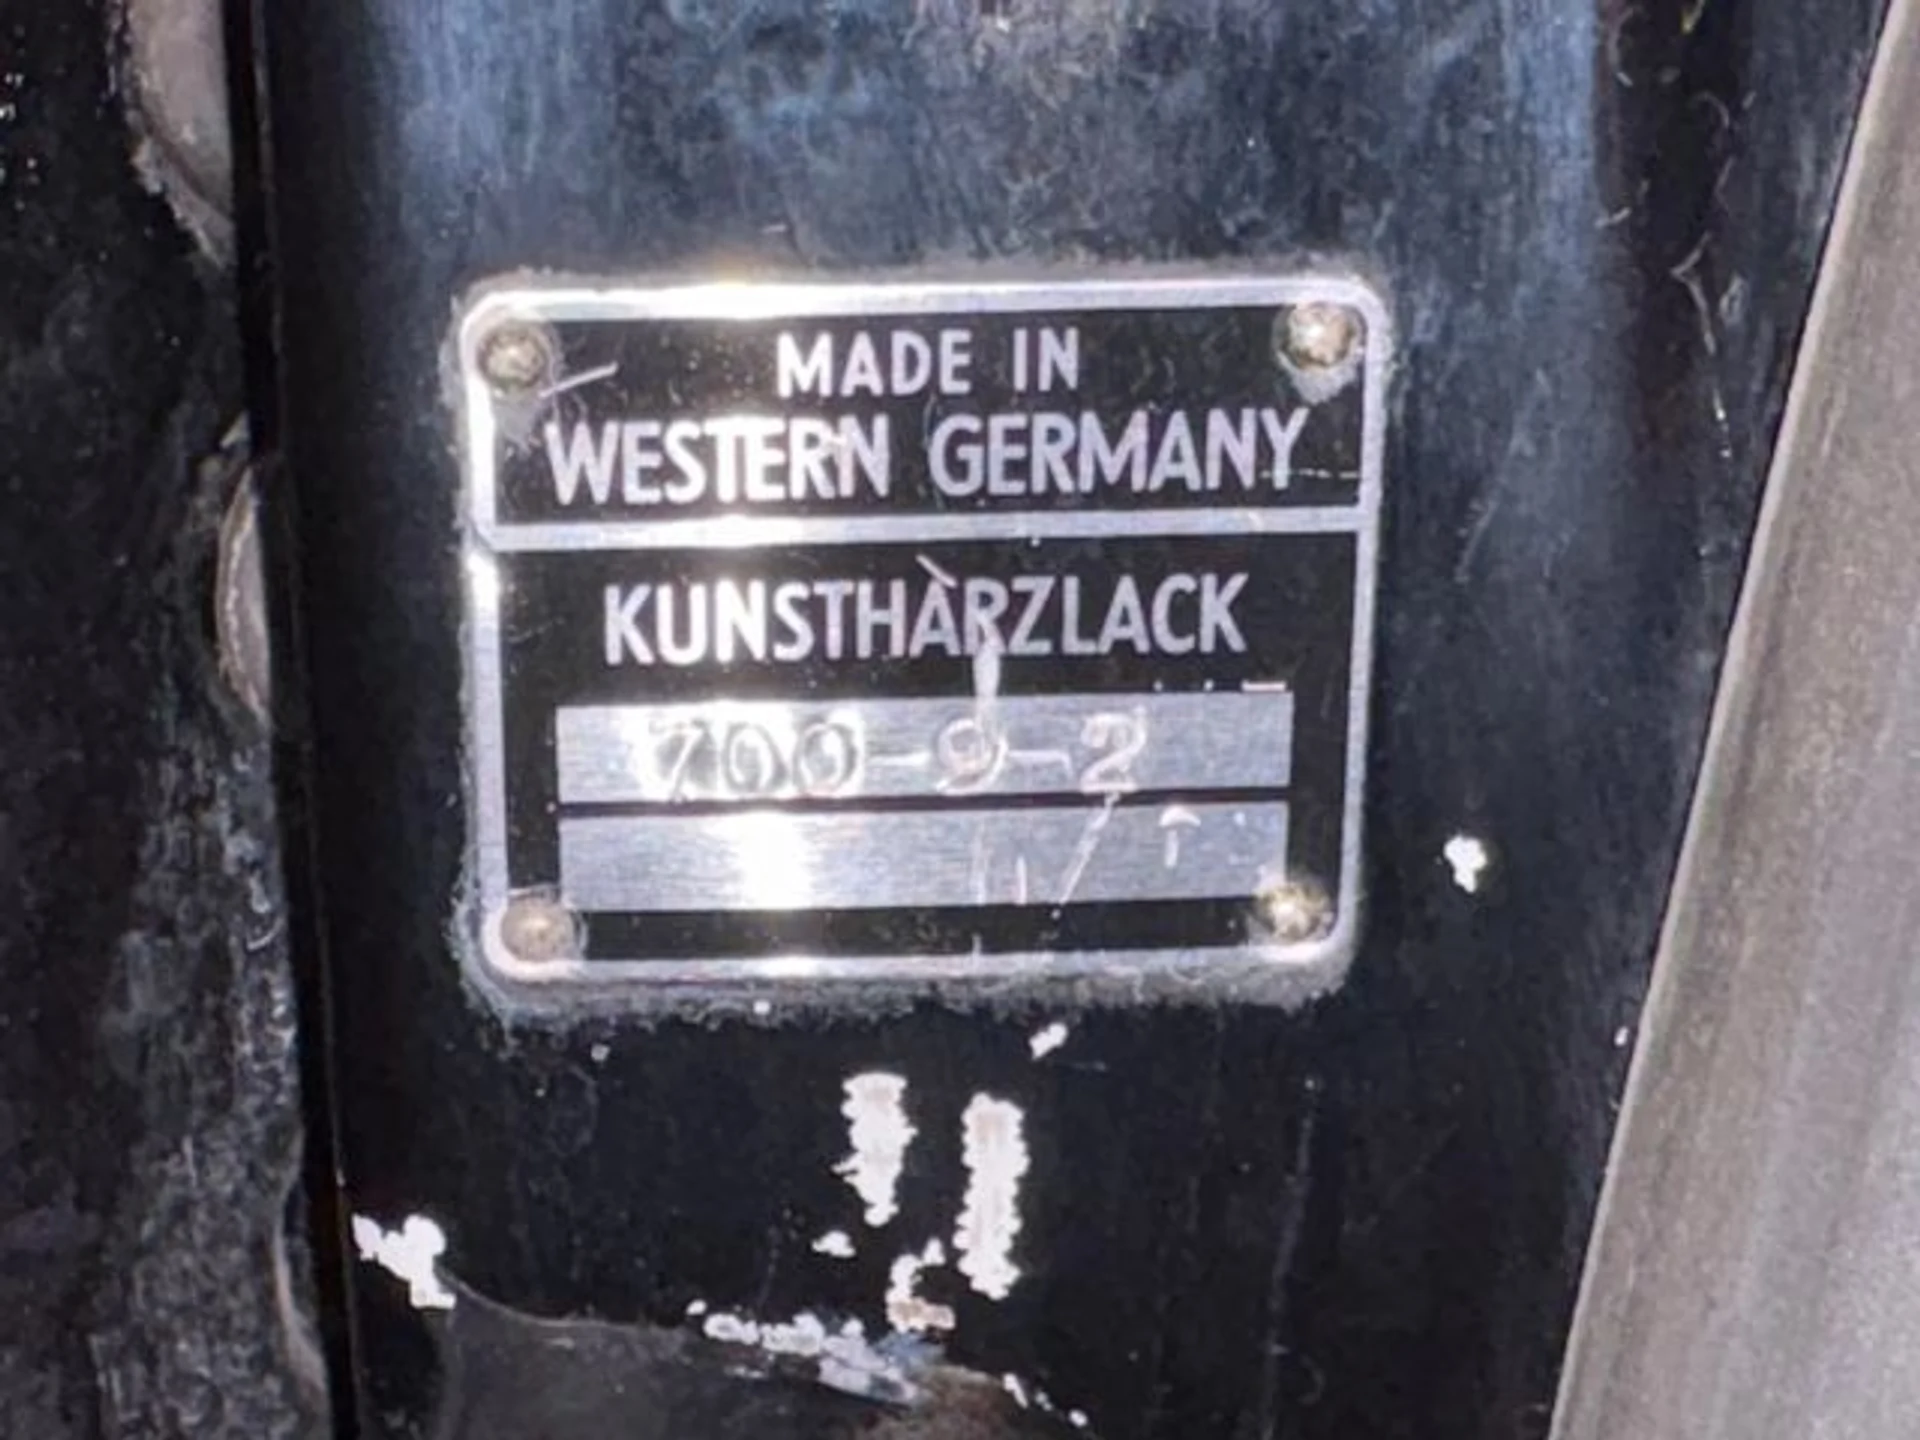 MADE IN
WESTERN GERMANY
KUNSTHARZLACK
700-9-2